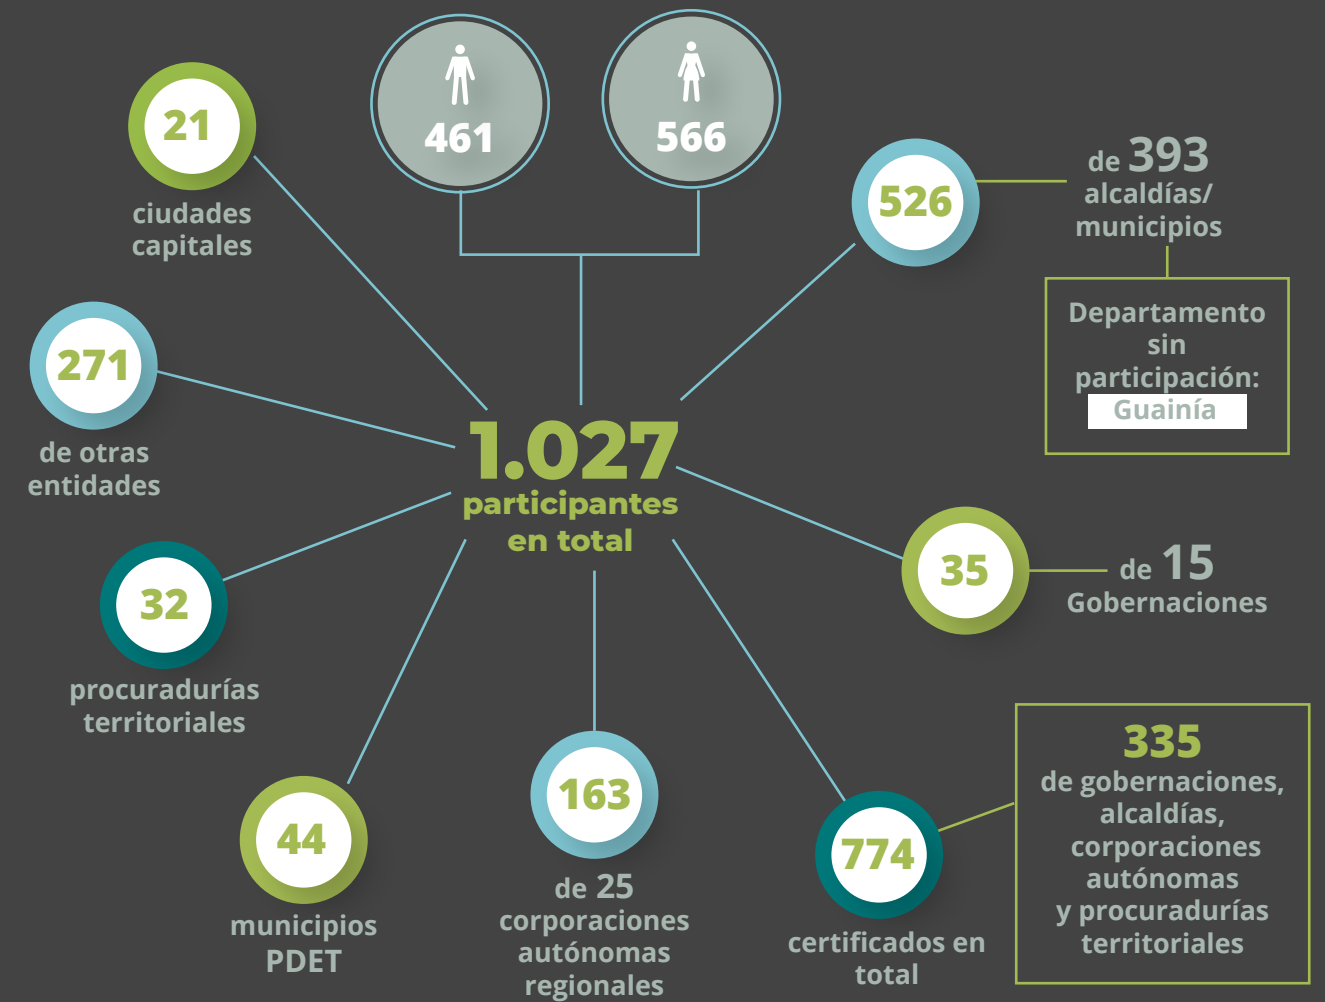 461
566
21
ciudades
capitales
526
de 393
alcaldías/
municipios
Departamento
sin
participación:
Guainía
271
de otras
entidades
1.027
participantes
en total
35
de 15
Gobernaciones
32
procuradurías
territoriales
44
municipios
PDET
163
de 25
corporaciones
autónomas
regionales
774
certificados en
total
335
de gobernaciones,
alcaldías,
corporaciones
autónomas
y procuradurías
territoriales